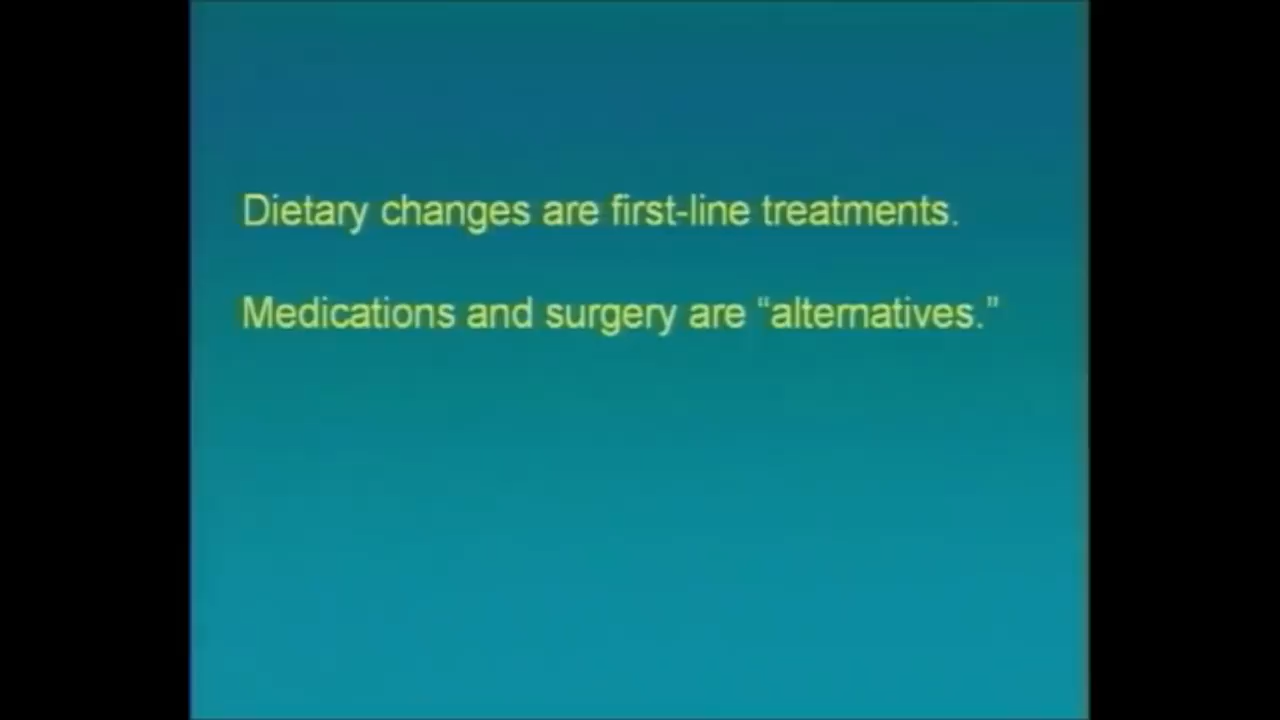 Dietary changes are first-line treatments.
Medications and surgery are “alternatives.”